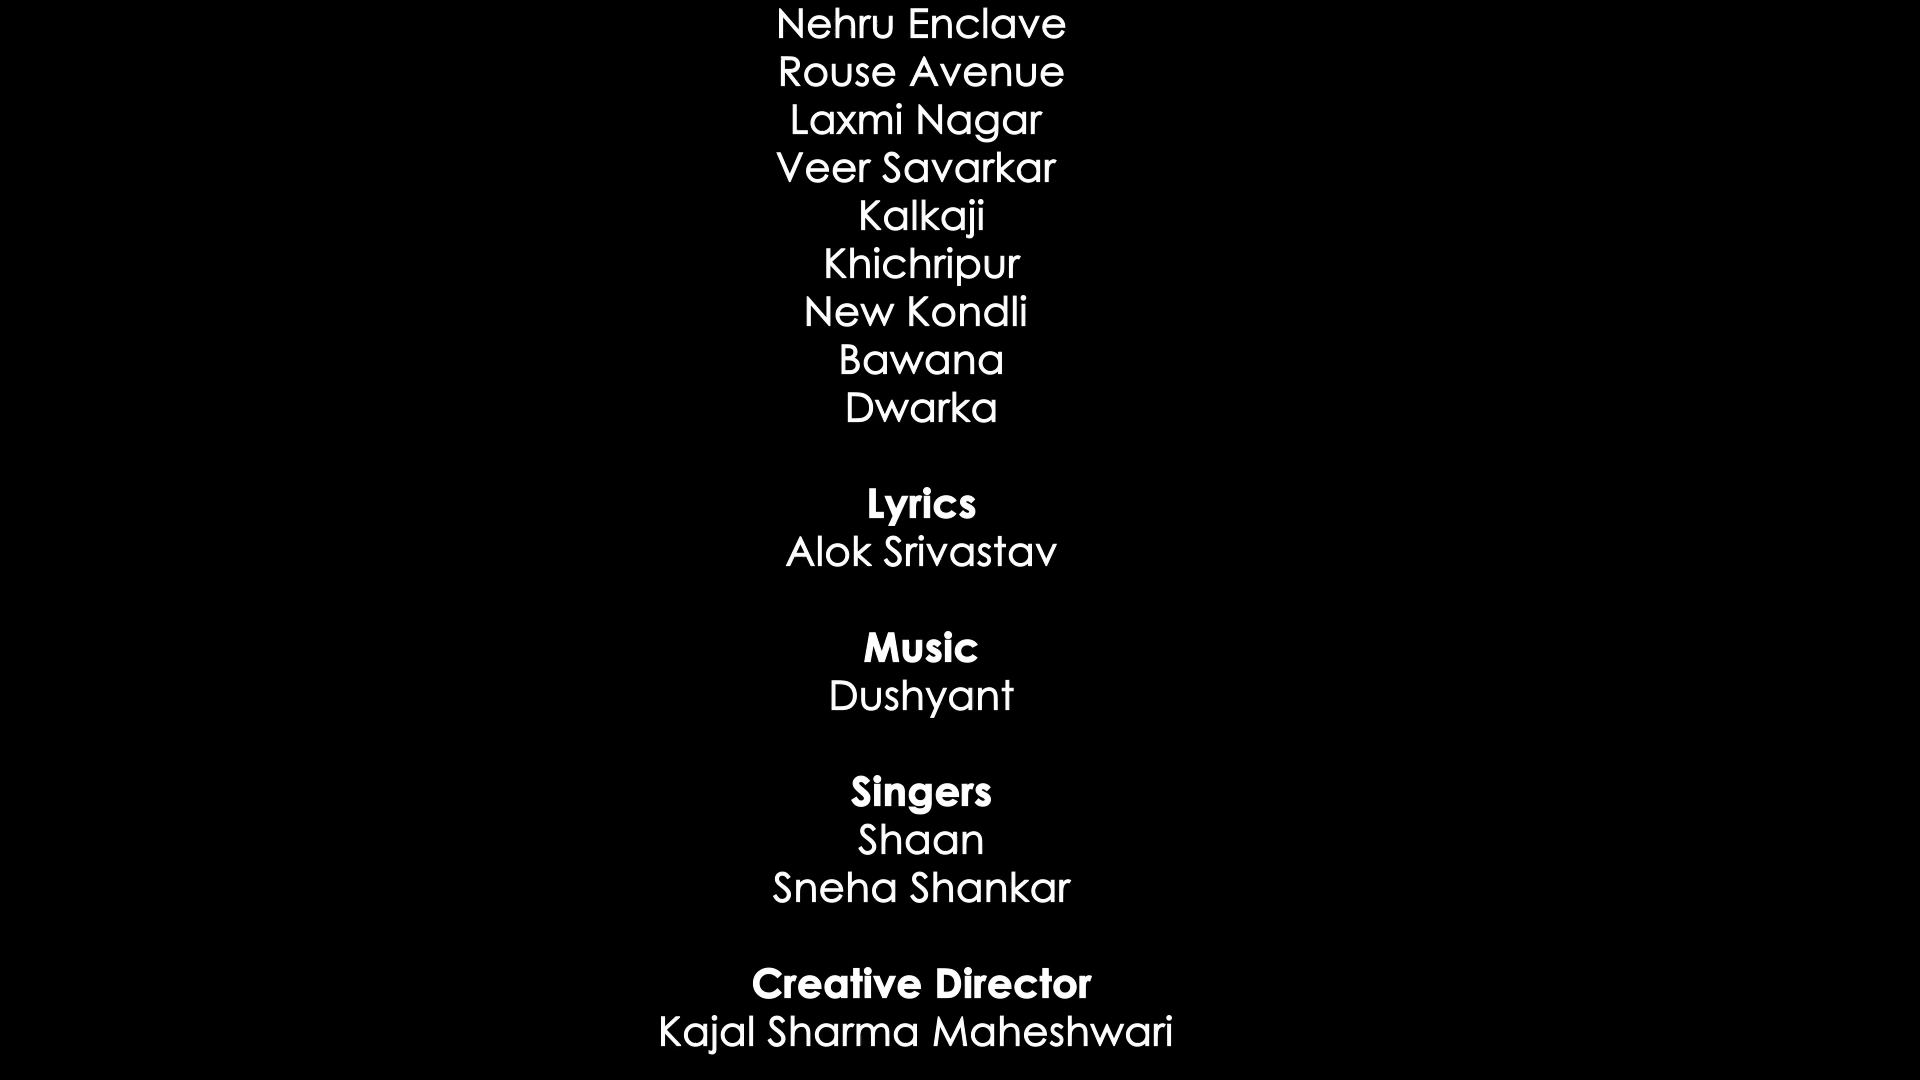 Nehru Enclave
Rouse Avenue
Laxmi Nagar
Veer Savarkar
Kalkaji
Khichripur
New Kondli
Bawana
Dwarka
Lyrics
Alok Srivastav
Music
Dushyant
Singers
Shaan
Sneha Shankar
Creative Director
Kajal Sharma Maheshwari